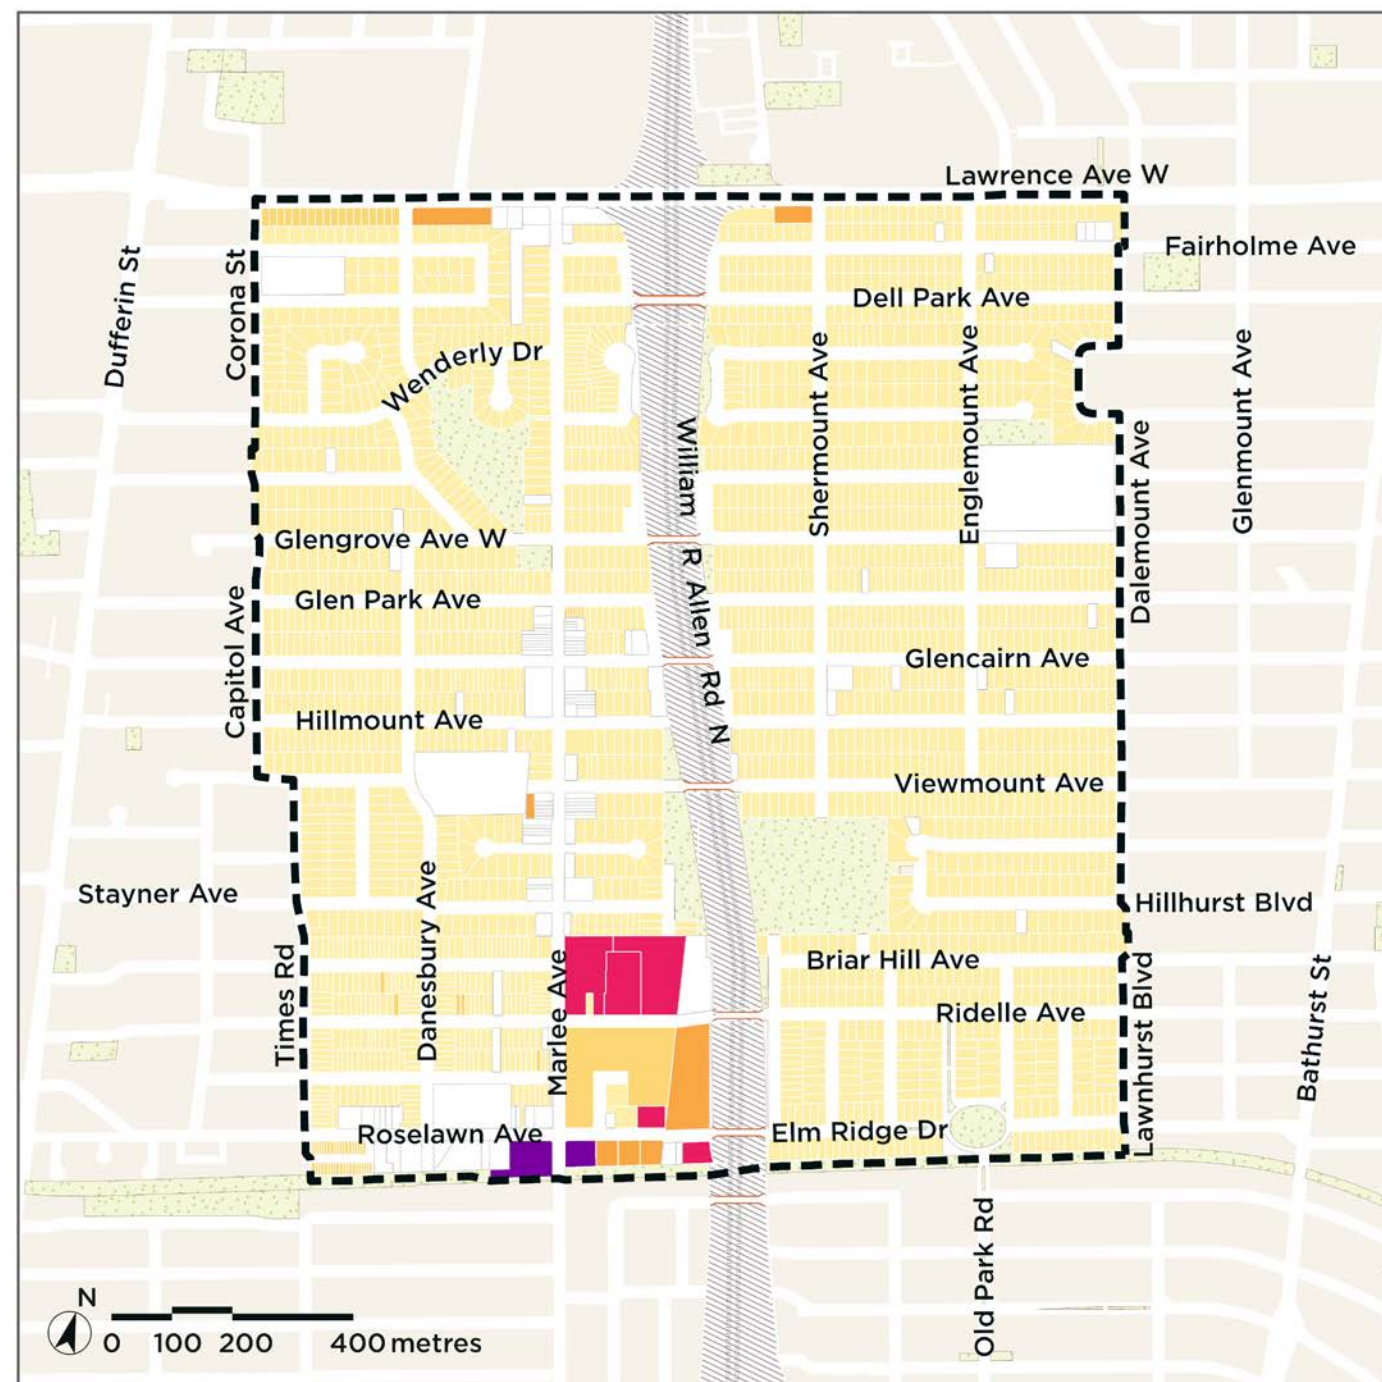 Lawrence Ave W
Fairholme Ave
Dufferin St
Corona St
Dell Park Ave
Wenderly Dr
Shermount Ave
Englemount Ave
Glenmount Ave
William R Allen Rd N
Dalemount Ave
Glengrove Ave W
Glen Park Ave
Capitol Ave
Glencairn Ave
Hillmount Ave
Viewmount Ave
Stayner Ave
Danesbury Ave
Hillhurst Blvd
Times Rd
Marlee Ave
Briar Hill Ave
Lawnhurst Blvd
Bathurst St
Ridelle Ave
Roselawn Ave
Elm Ridge Dr
Old Park Rd
N
0 100 200 400 metres